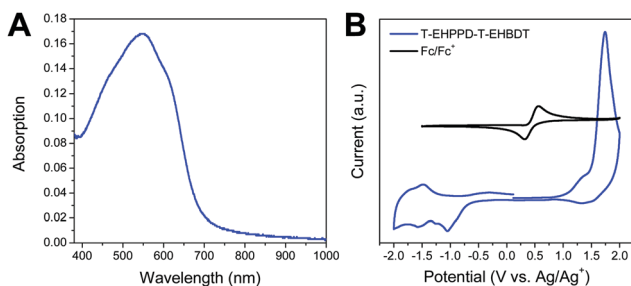 A
0.18
0.16
0.14
0.12
0.10
0.08
0.06
0.04
0.02
0.00
Absorption
400 500 600 700 800 900 1000
Wavelength (nm)
B
T-EHPPD-T-EHBDT
Fc/Fc+
Current (a.u.)
-2.0 -1.5 -1.0 -0.5 0.0 0.5 1.0 1.5 2.0
Potential (V vs. Ag/Ag+)